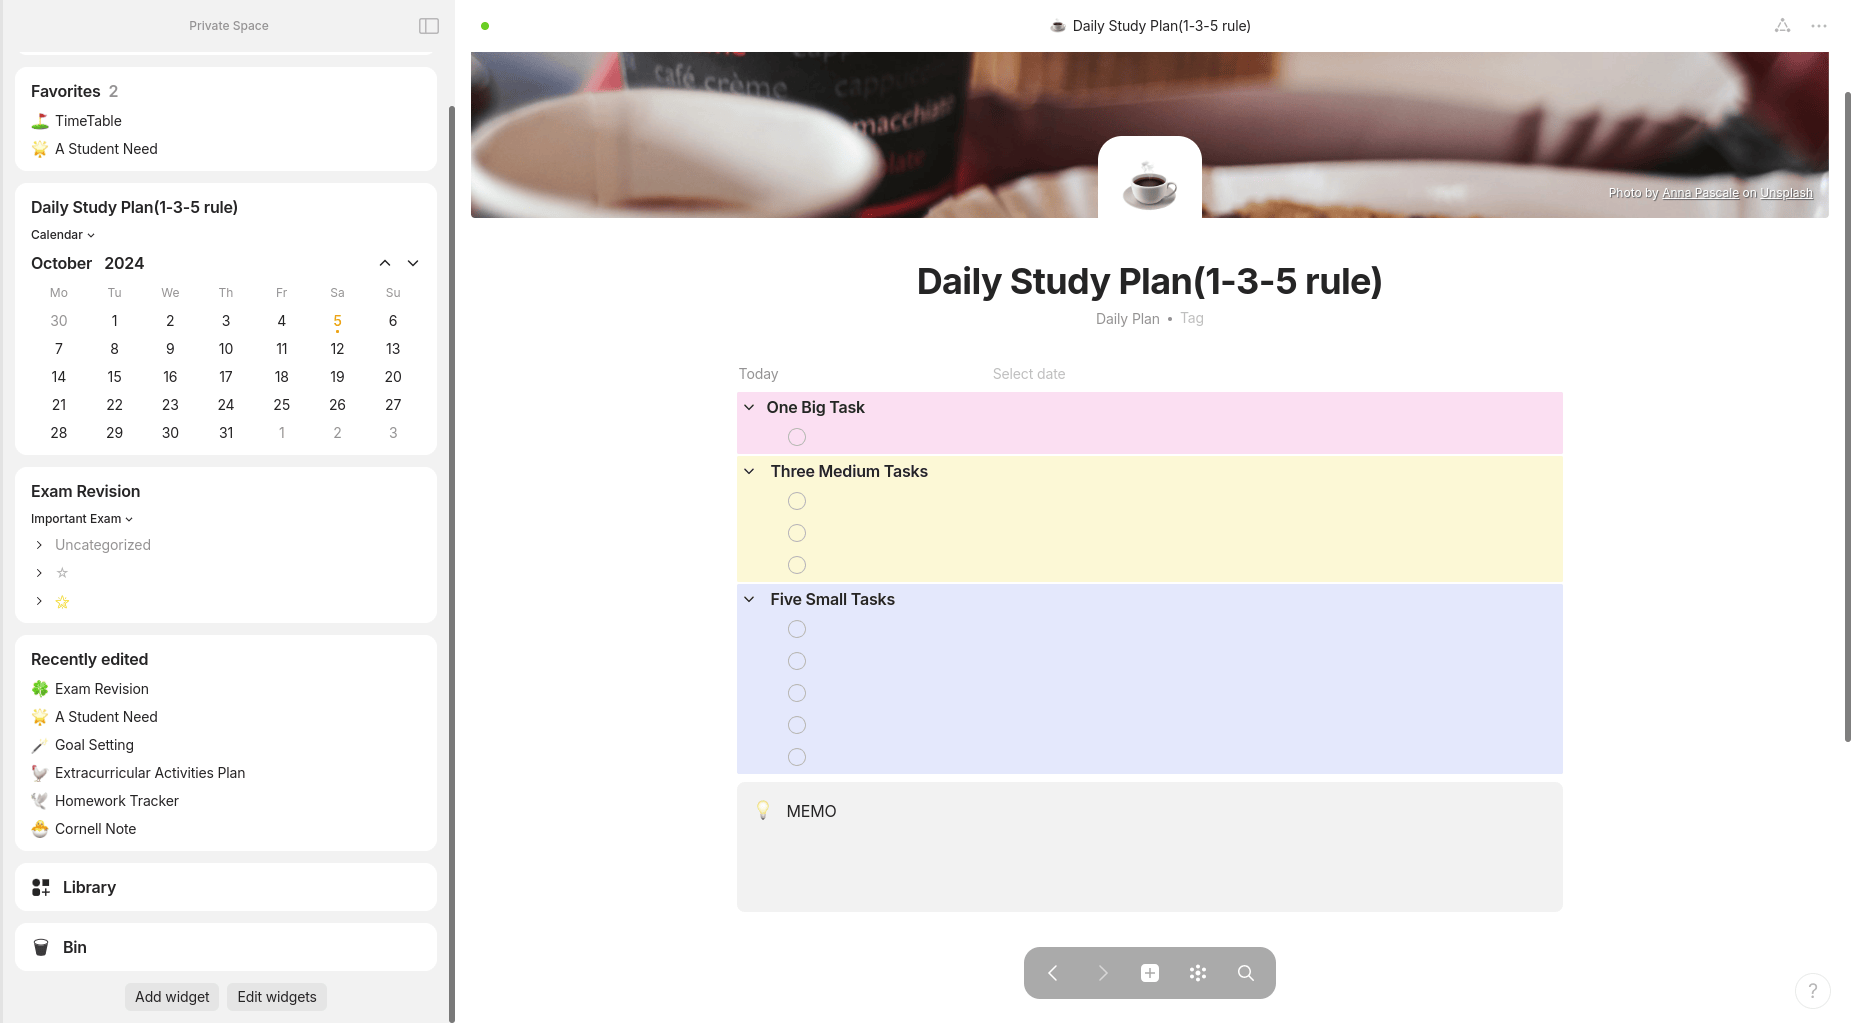 Private Space
Favorites 2
TimeTable
A Student Need
Daily Study Plan(1-3-5 rule)
Calendar
October 2024
Mo Tu We Th Fr Sa Su
30 1 2 3 4 5 6
7 8 9 10 11 12 13
14 15 16 17 18 19 20
21 22 23 24 25 26 27
28 29 30 31 1 2 3
Exam Revision
Important Exam
Uncategorized
☆
☆
Recently edited
Exam Revision
A Student Need
Goal Setting
Extracurricular Activities Plan
Homework Tracker
Cornell Note
Library
Bin
Add widget Edit widgets
Daily Study Plan(1-3-5 rule)
café crème
macchiate
Photo by Anna Pascale on Unsplash
Daily Study Plan(1-3-5 rule)
Daily Plan • Tag
Today Select date
One Big Task
Three Medium Tasks
Five Small Tasks
MEMO
?